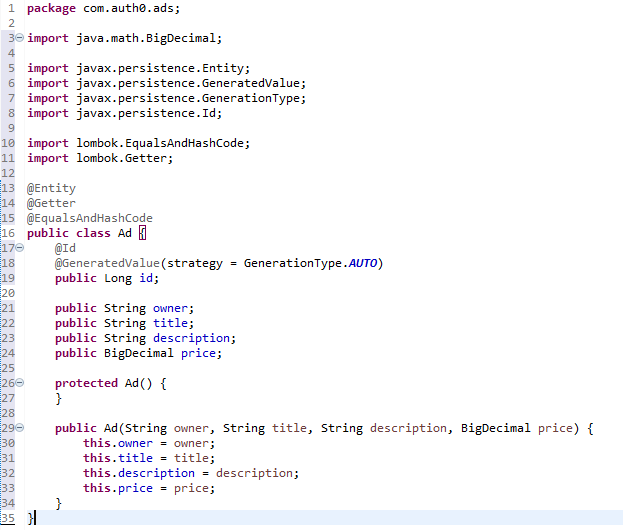 1 package com.auth0.ads;
2
3 import java.math.BigDecimal;
4
5 import javax.persistence.Entity;
6 import javax.persistence.GeneratedValue;
7 import javax.persistence.GenerationType;
8 import javax.persistence.Id;
9
10 import lombok.EqualsAndHashCode;
11 import lombok.Getter;
12
13 @Entity
14 @Getter
15 @EqualsAndHashCode
16 public class Ad {
17     @Id
18     @GeneratedValue(strategy = GenerationType.AUTO)
19     public Long id;
20
21     public String owner;
22     public String title;
23     public String description;
24     public BigDecimal price;
25
26     protected Ad() {
27     }
28
29     public Ad(String owner, String title, String description, BigDecimal price) {
30         this.owner = owner;
31         this.title = title;
32         this.description = description;
33         this.price = price;
34     }
35 }